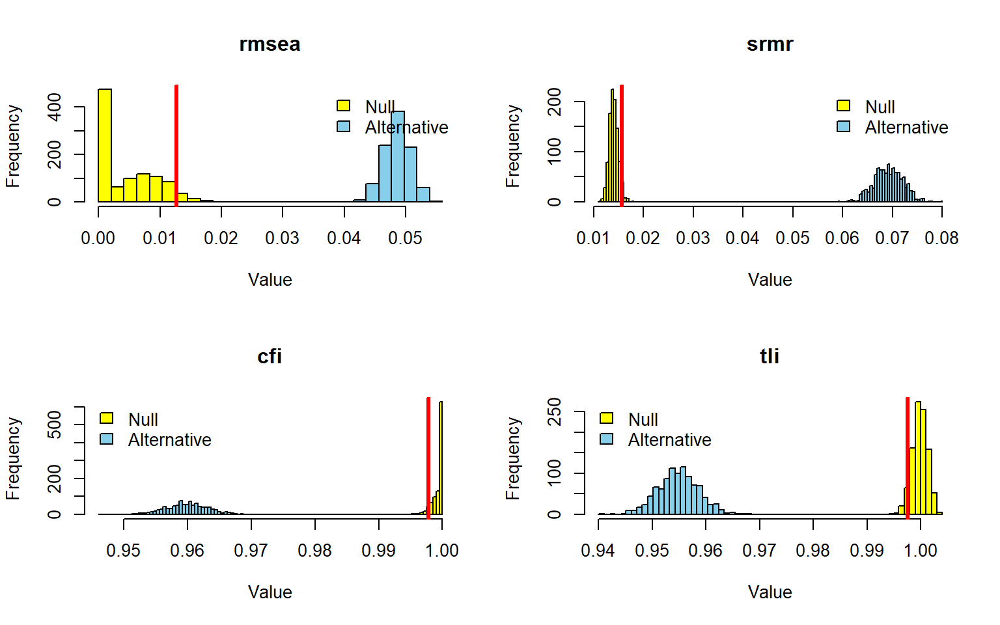 rmsea
Frequency
0 200 400
Null
Alternative
0.00 0.01 0.02 0.03 0.04 0.05
Value
srmr
Frequency
0 100 200
Null
Alternative
0.01 0.02 0.03 0.04 0.05 0.06 0.07 0.08
Value
cfi
Frequency
0 200 500
Null
Alternative
0.95 0.96 0.97 0.98 0.99 1.00
Value
tli
Frequency
0 100 250
Null
Alternative
0.94 0.95 0.96 0.97 0.98 0.99 1.00
Value